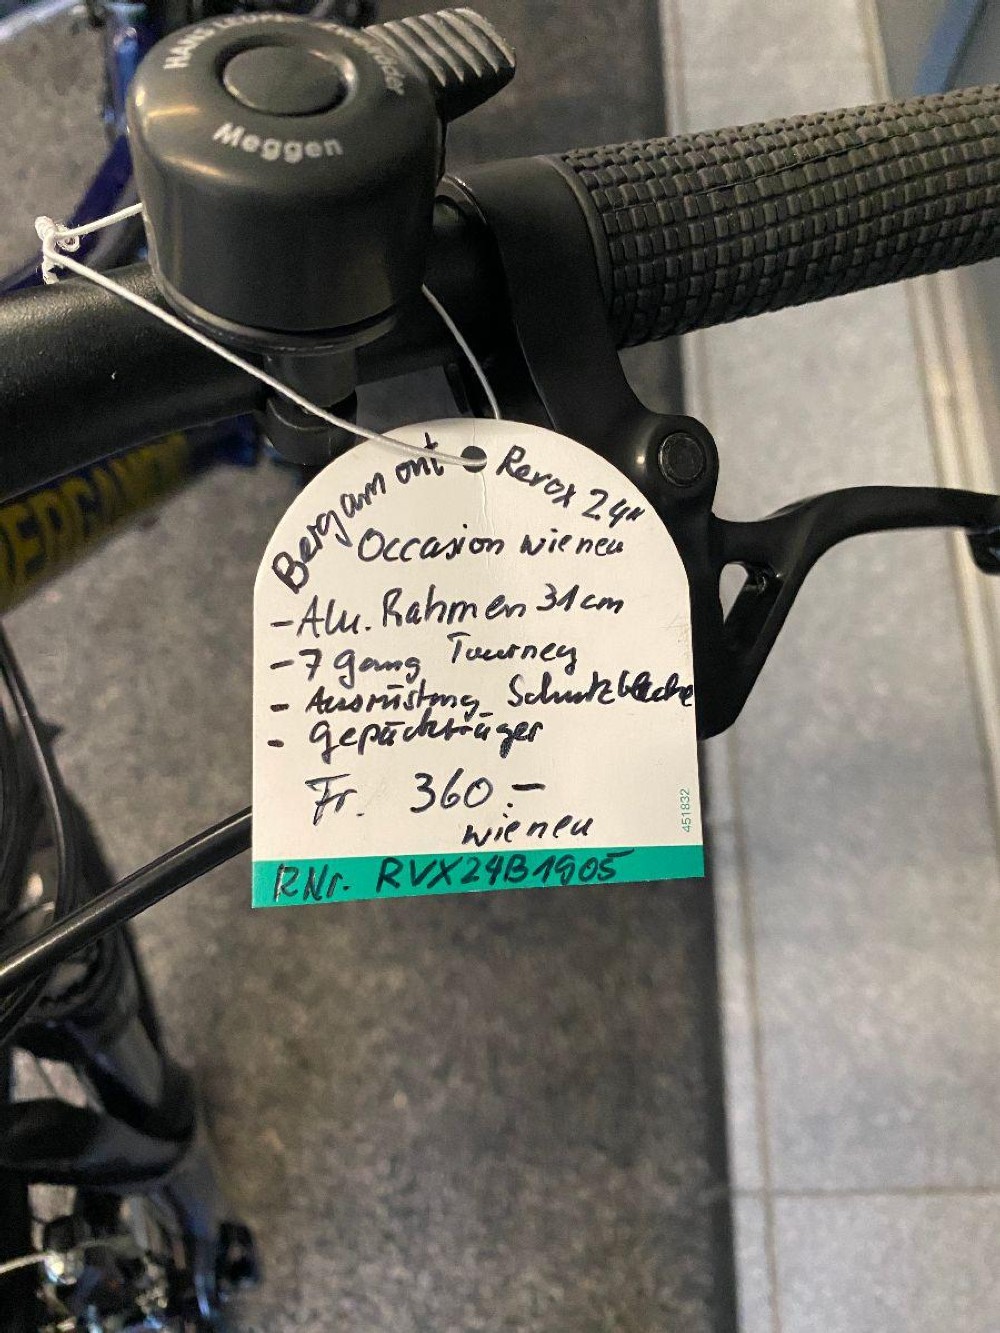 Meggen
BERGAMONT
Bergamont Revox 24"
Occasion wie neu
- Alu. Rahmen 31 cm
- 7 Gang Tourney
- Ausrüstung Schutzbleche
- Gepäckträger
Fr. 360.-
wie neu
451832
RNr. RVX24B1905